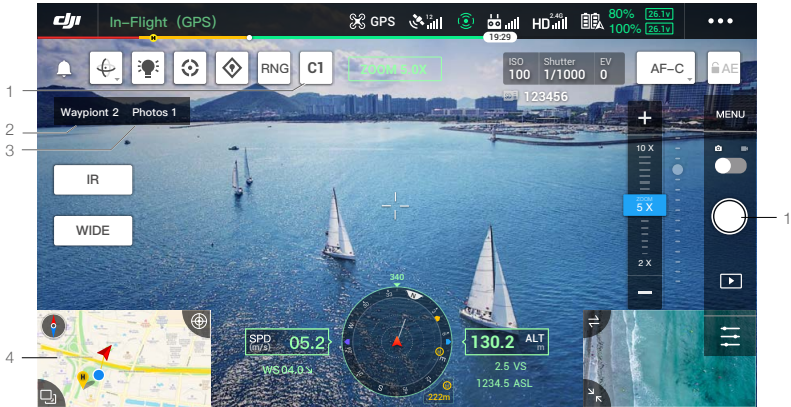 dji In-Flight (GPS) GPS 12 HD 2.4G 80% 26.1v
100% 26.1v
19:29
RNG C1 ZOOM 5.0X ISO 100 Shutter 1/1000 EV 0 AF-C AE
1
123456
Waypiont 2 Photos 1
2
3
MENU
10 X
IR
ZOOM
5 X
1
WIDE
2 X
340
N
SPD (m/s) 05.2
130.2 ALT m
WS 04.0
2.5 VS
1234.5 ASL
222m
H
4